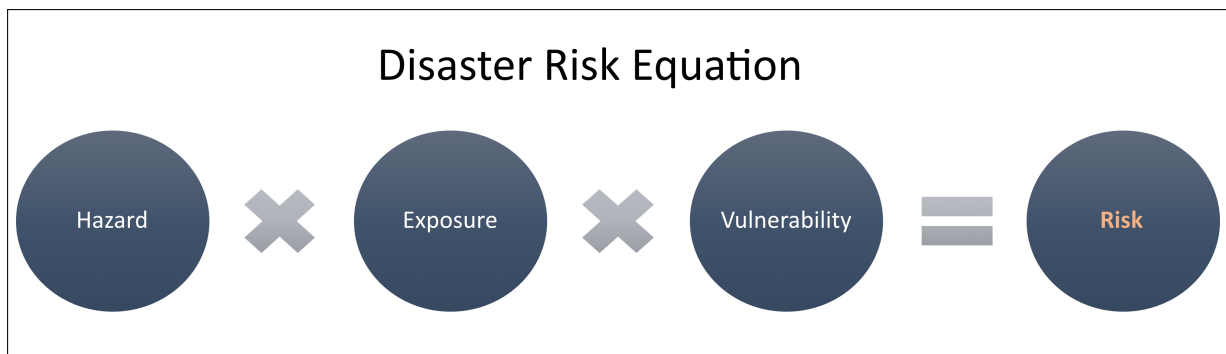 Disaster Risk Equation
Hazard
Exposure
Vulnerability
Risk